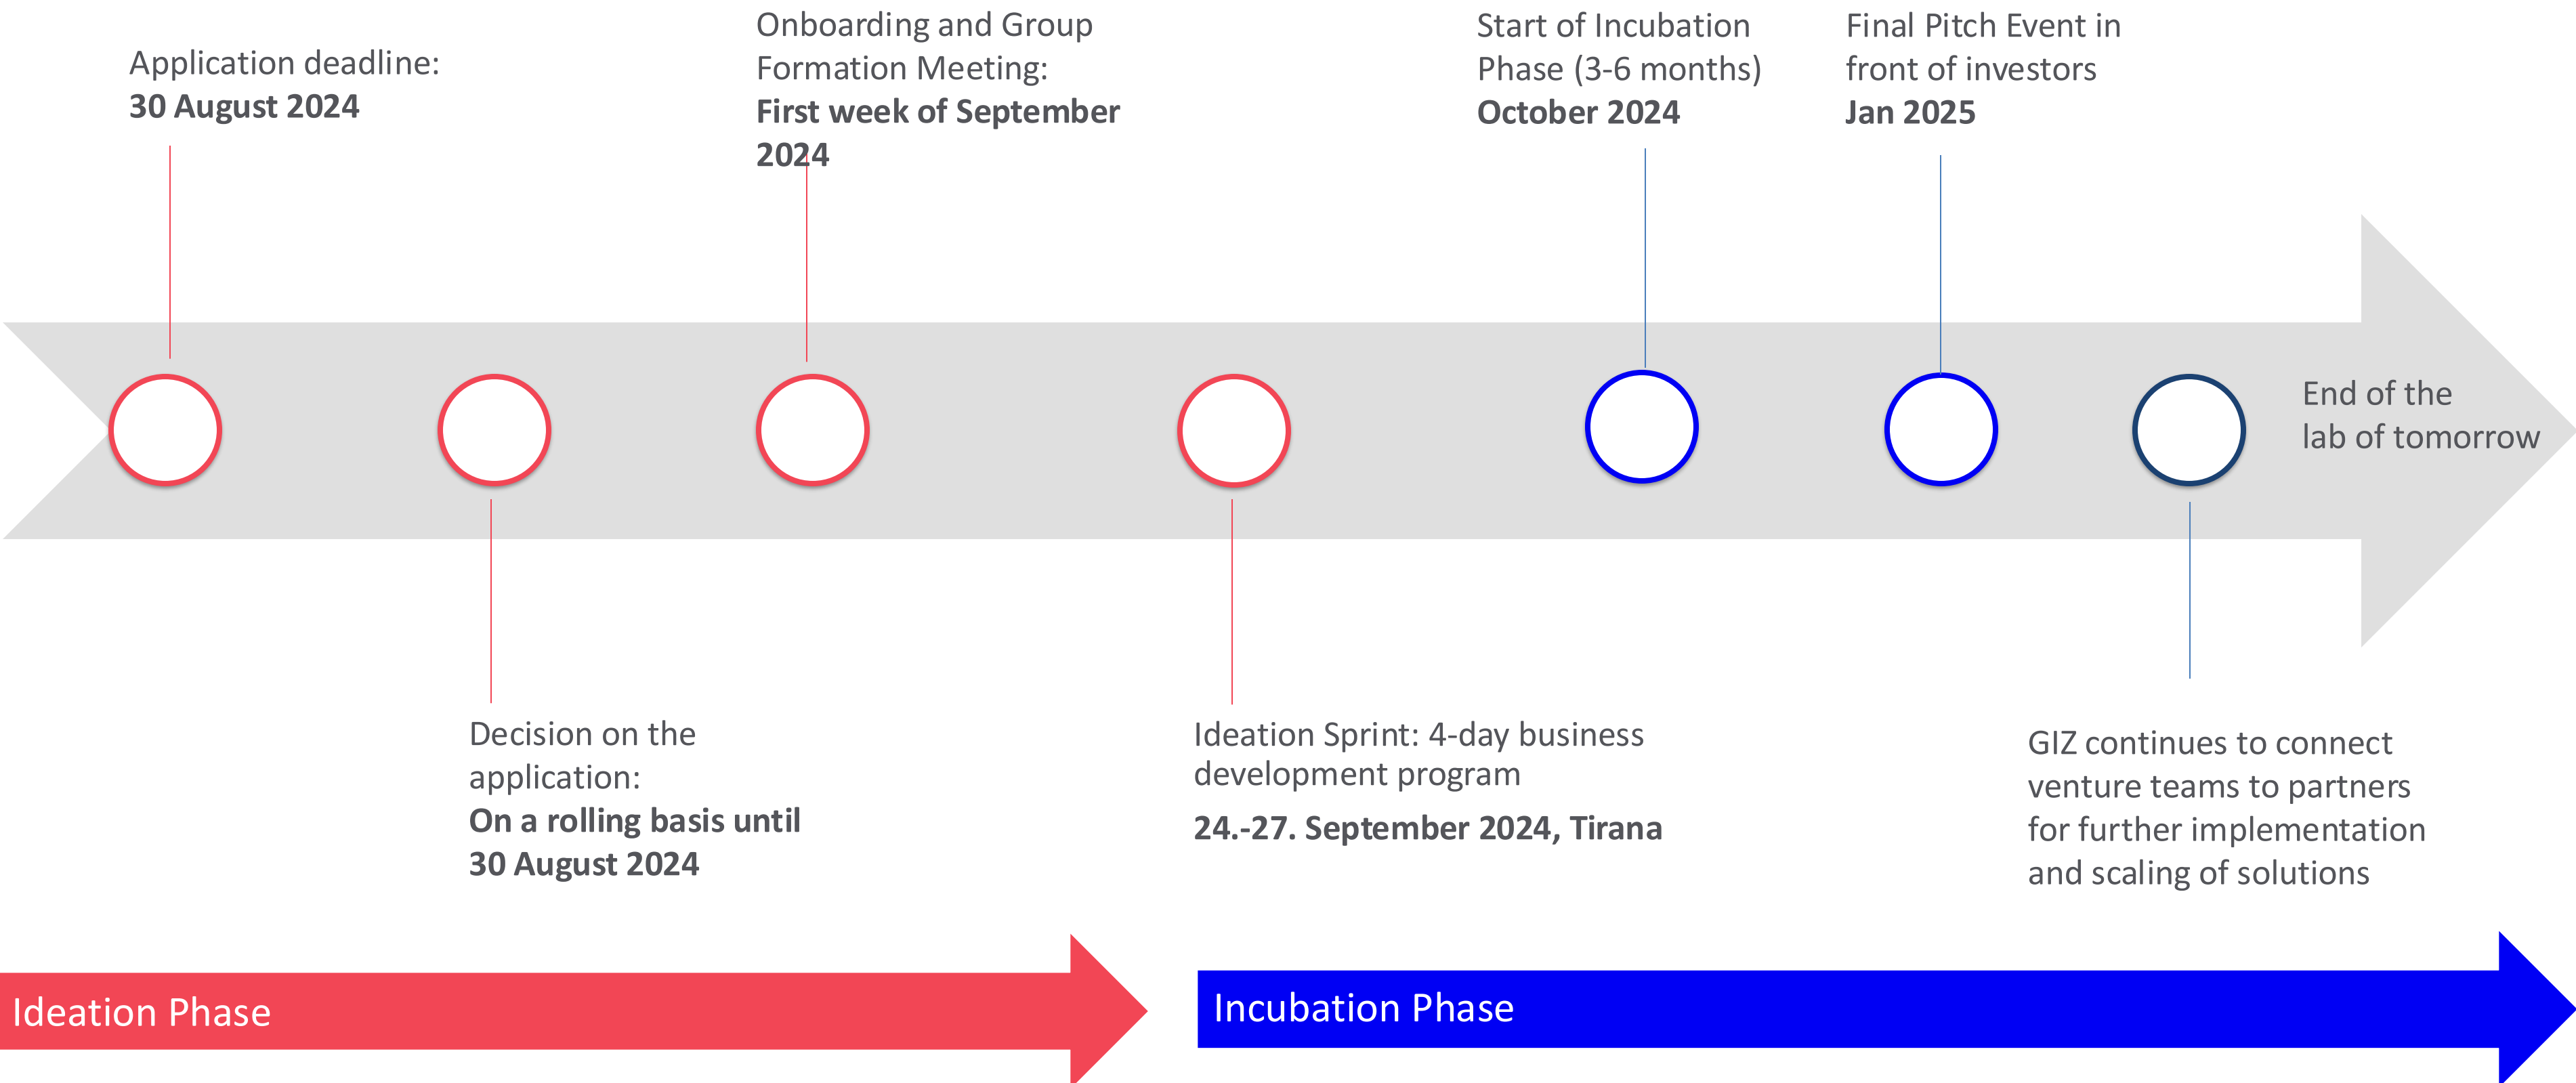 Application deadline:
30 August 2024
Onboarding and Group
Formation Meeting:
First week of September
2024
Start of Incubation
Phase (3-6 months)
October 2024
Final Pitch Event in
front of investors
Jan 2025
End of the
lab of tomorrow
Decision on the
application:
On a rolling basis until
30 August 2024
Ideation Sprint: 4-day business
development program
24.-27. September 2024, Tirana
GIZ continues to connect
venture teams to partners
for further implementation
and scaling of solutions
Ideation Phase
Incubation Phase